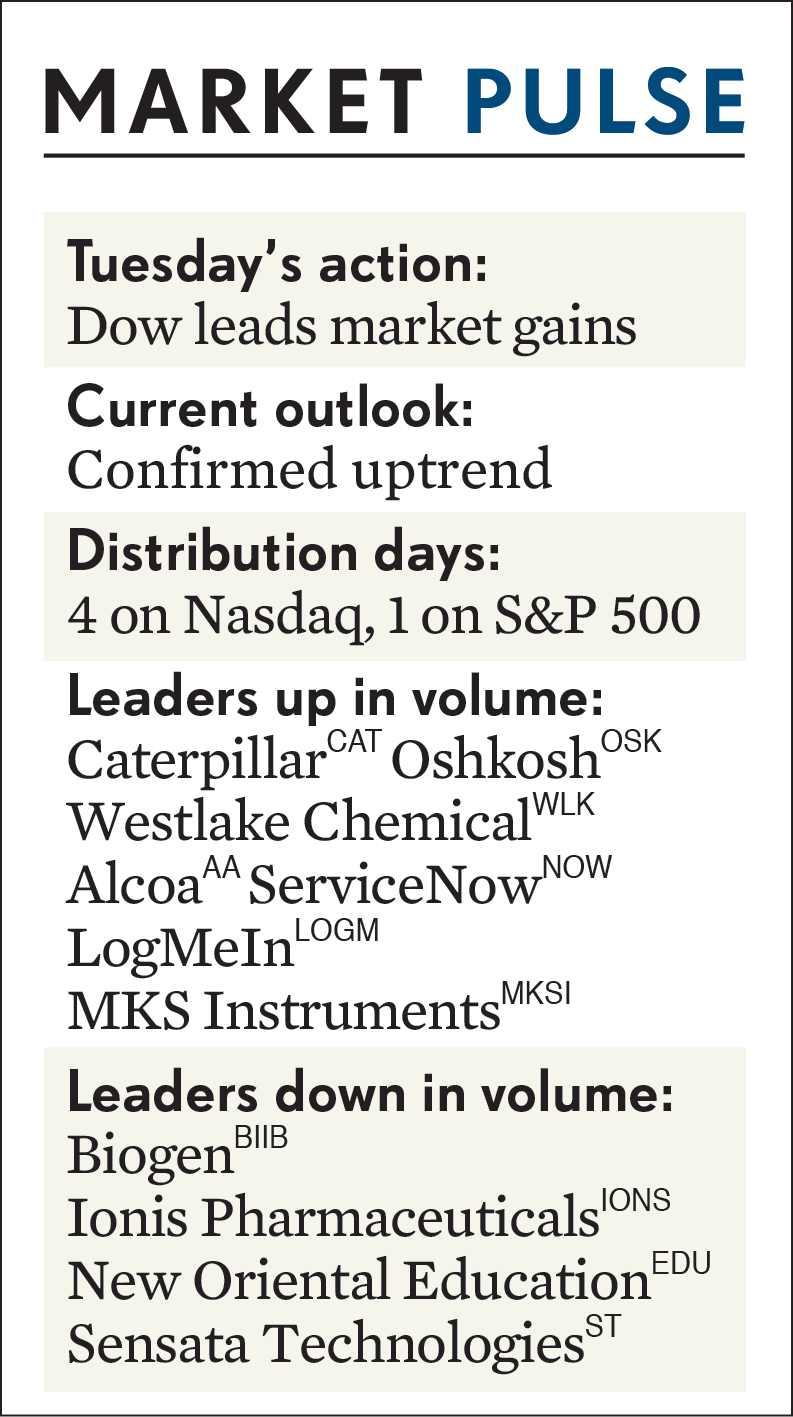 MARKET PULSE
Tuesday’s action:
Dow leads market gains
Current outlook:
Confirmed uptrend
Distribution days:
4 on Nasdaq, 1 on S&P 500
Leaders up in volume:
Caterpillar CAT Oshkosh OSK
Westlake Chemical WLK
Alcoa AA ServiceNow NOW
LogMeIn LOGM
MKS Instruments MKSI
Leaders down in volume:
Biogen BIIB
Ionis Pharmaceuticals IONS
New Oriental Education EDU
Sensata Technologies ST